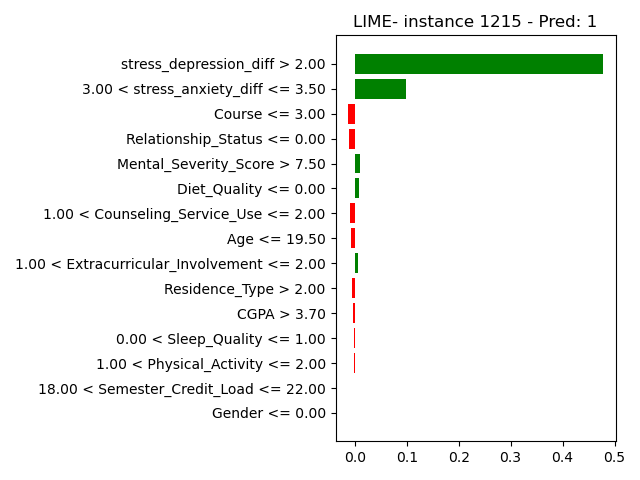 LIME- instance 1215 - Pred: 1
stress_depression_diff > 2.00
3.00 < stress_anxiety_diff <= 3.50
Course <= 3.00
Relationship_Status <= 0.00
Mental_Severity_Score > 7.50
Diet_Quality <= 0.00
1.00 < Counseling_Service_Use <= 2.00
Age <= 19.50
1.00 < Extracurricular_Involvement <= 2.00
Residence_Type > 2.00
CGPA > 3.70
0.00 < Sleep_Quality <= 1.00
1.00 < Physical_Activity <= 2.00
18.00 < Semester_Credit_Load <= 22.00
Gender <= 0.00
0.0 0.1 0.2 0.3 0.4 0.5